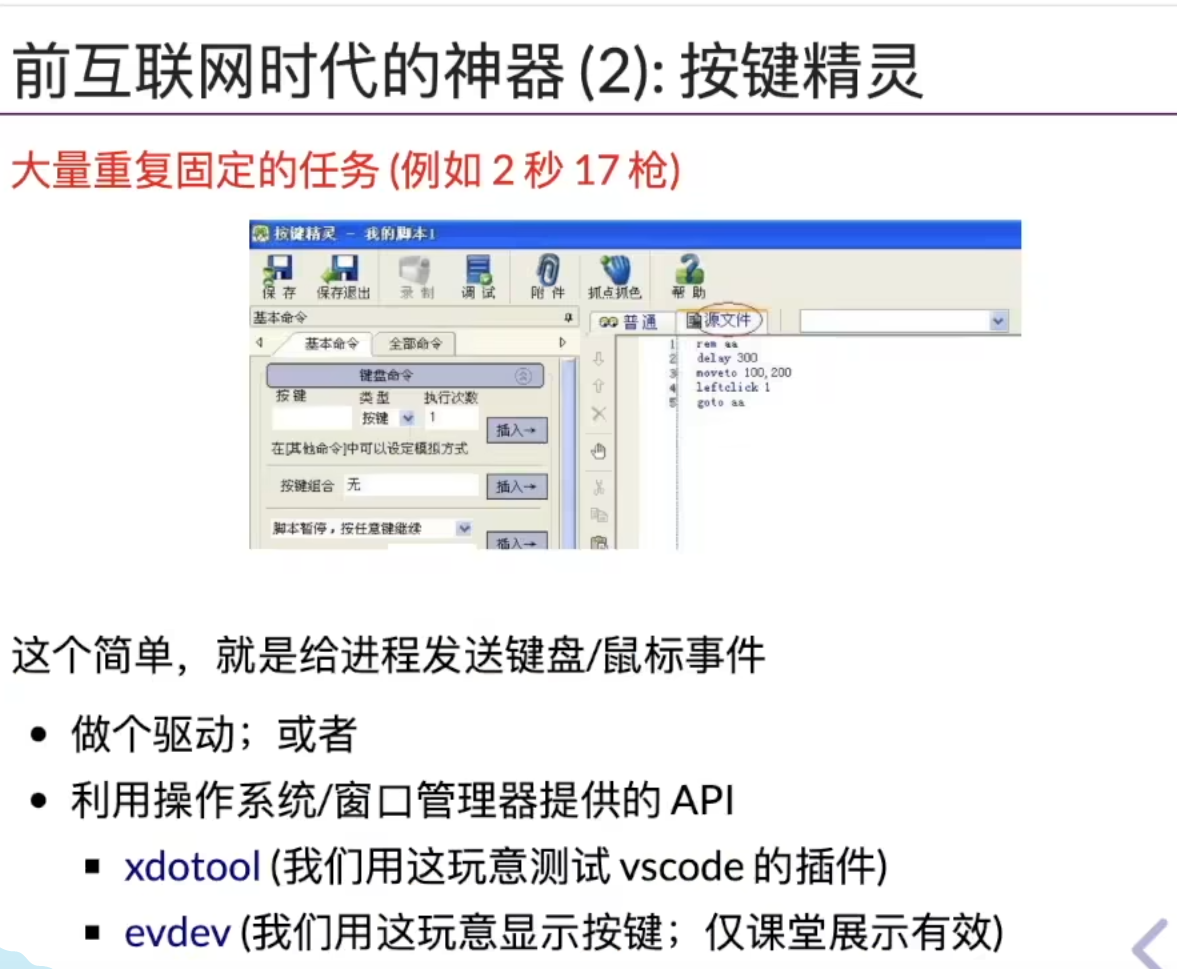 前互联网时代的神器 (2): 按键精灵
大量重复固定的任务 (例如 2 秒 17 枪)
按键精灵 - 我的脚本1
保存 保存退出 录制 调试 附件 抓点抓色 帮助
基本命令
普通 源文件
基本命令 全部命令
键盘命令
按键 类型 执行次数
按键 1 插入→
在[其他命令]中可以设定模拟方式
按键组合 无 插入→
脚本暂停，按任意键继续
插入→
1 rem aa
2 delay 300
3 moveto 100,200
4 leftclick 1
5 goto aa
这个简单，就是给进程发送键盘/鼠标事件
• 做个驱动；或者
• 利用操作系统/窗口管理器提供的 API
▪ xdotool (我们用这玩意测试 vscode 的插件)
▪ evdev (我们用这玩意显示按键；仅课堂展示有效)